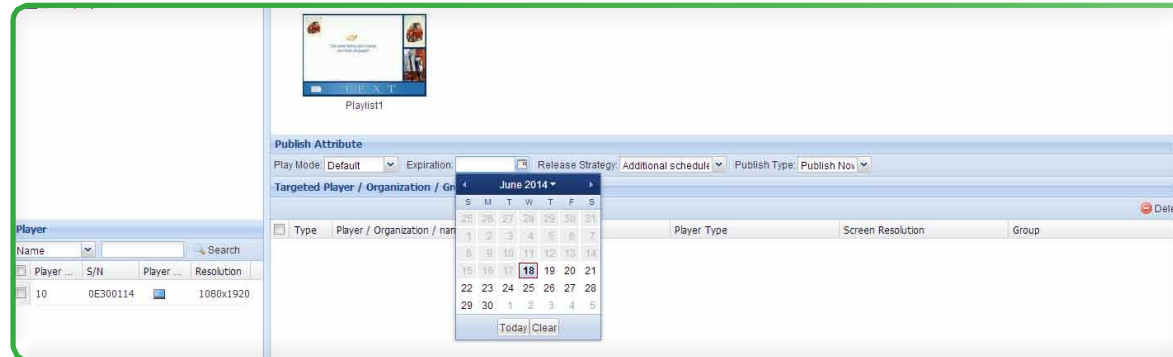 TEXT
Playlist1
Publish Attribute
Play Mode: Default Expiration: Release Strategy: Additional schedule Publish Type: Publish Nov
Targeted Player / Organization / Gr
June 2014
S M T W T F S
25 26 27 28 29 30 31
1 2 3 4 5 6 7
8 9 10 11 12 13 14
15 16 17 18 19 20 21
22 23 24 25 26 27 28
29 30 1 2 3 4 5
Today Clear
Dele
Type Player / Organization / nam Player Type Screen Resolution Group
Player
Name Search
Player ... S/N Player ... Resolution
10 0E300114 1080x1920